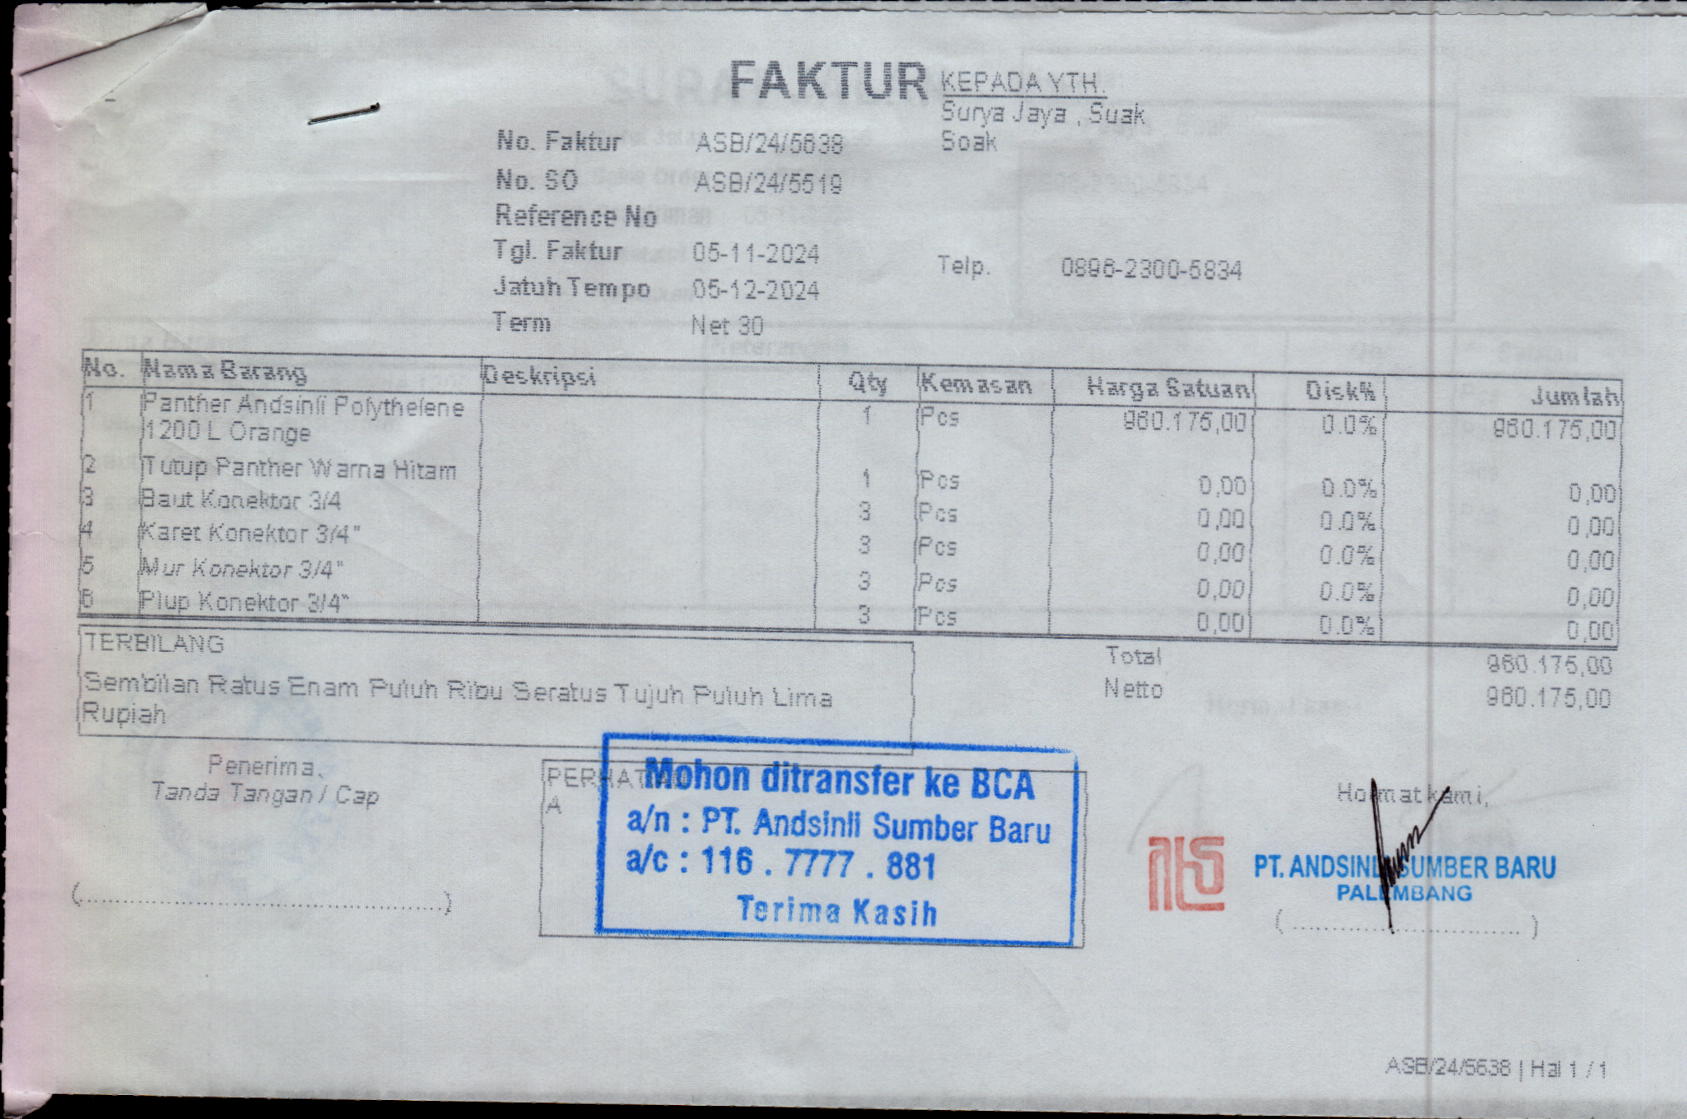 FAKTUR
KEPADA YTH.
Surya Jaya , Suak
Soak
No. Faktur ASB/24/5638
No. SO ASB/24/5519
Reference No
Tgl. Faktur 05-11-2024
Telp. 0896-2300-5834
Jatuh Tempo 05-12-2024
Term Net 30
No. Nama Barang Deskripsi Qty Kemasan Harga Satuan Disk% Jumlah
1 Panther Andsinli Polythelene 1 Pcs 960.175,00 0.0% 960.175,00
1200 L Orange
2 Tutup Panther Warna Hitam 1 Pcs 0,00 0.0% 0,00
3 Baut Konektor 3/4 3 Pcs 0,00 0.0% 0,00
4 Karet Konektor 3/4" 3 Pcs 0,00 0.0% 0,00
5 Mur Konektor 3/4" 3 Pcs 0,00 0.0% 0,00
6 Plup Konektor 3/4" 3 Pcs 0,00 0.0% 0,00
TERBILANG
Sembilan Ratus Enam Puluh Ribu Seratus Tujuh Puluh Lima
Rupiah
Total 960.175,00
Netto 960.175,00
Penerima,
Tanda Tangan / Cap
(........................................)
PERHATIAN
A
Mohon ditransfer ke BCA
a/n : PT. Andsinli Sumber Baru
a/c : 116 . 7777 . 881
Terima Kasih
Hormat kami,
PT. ANDSINLI SUMBER BARU
PALEMBANG
(..............................)
ASB/24/5638 | Hal 1 / 1